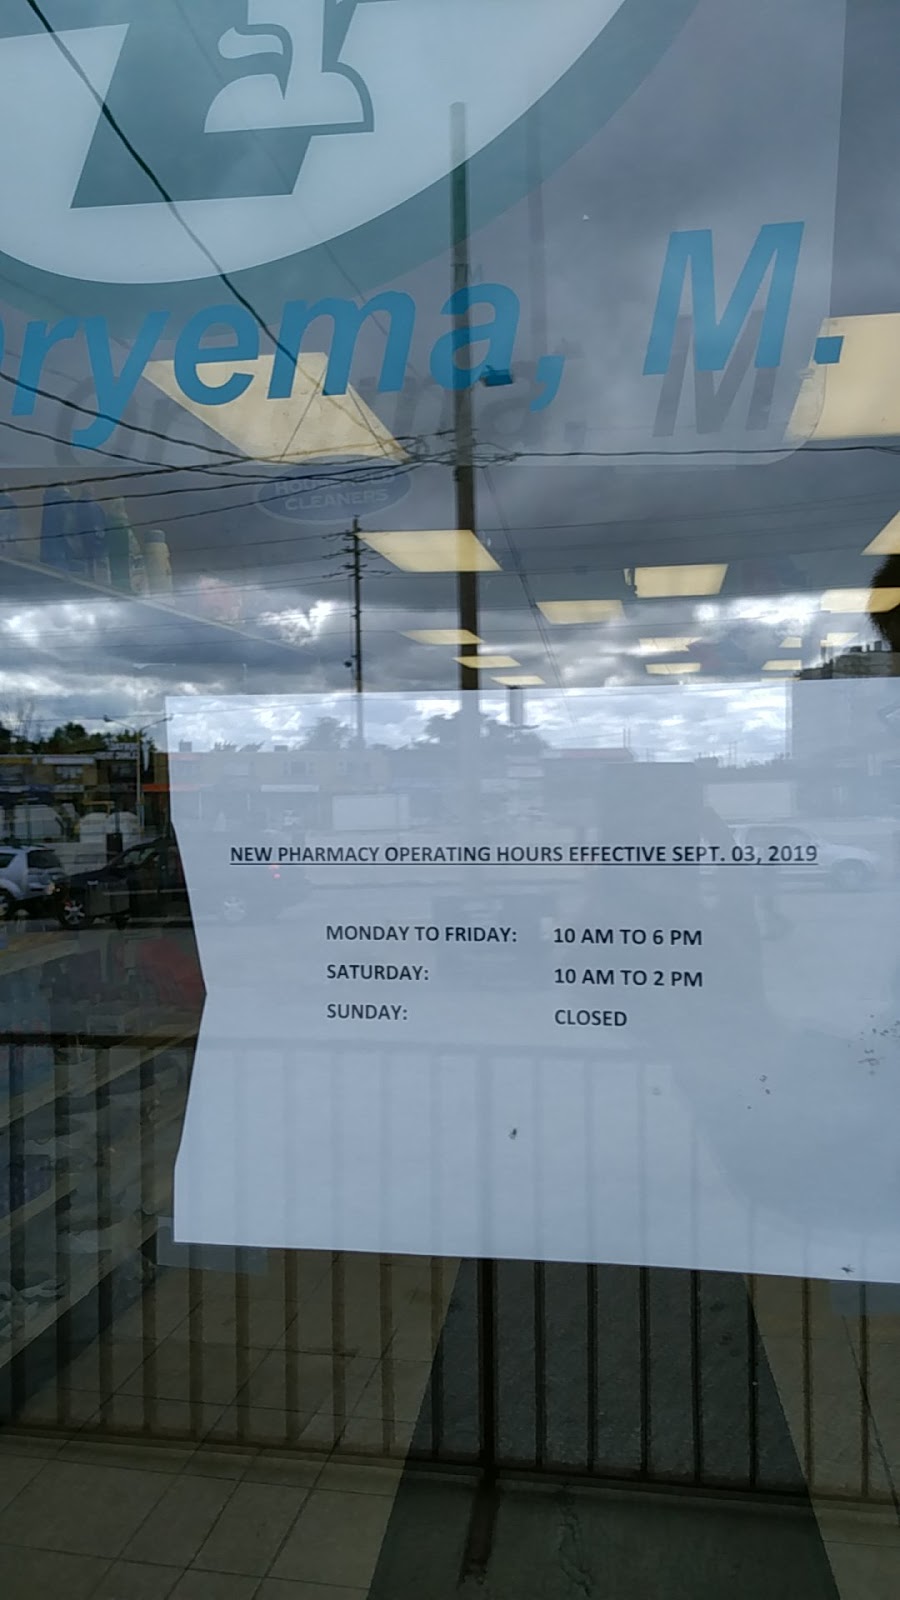 ryema, M.
HOUSEHOLD
CLEANERS
NEW PHARMACY OPERATING HOURS EFFECTIVE SEPT. 03, 2019
MONDAY TO FRIDAY: 10 AM TO 6 PM
SATURDAY: 10 AM TO 2 PM
SUNDAY: CLOSED